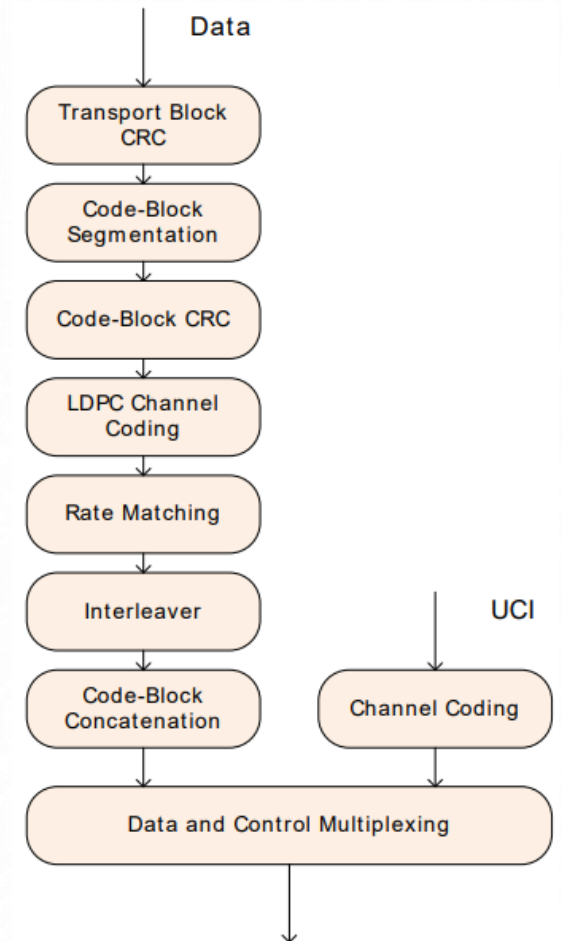 Data
Transport Block
CRC
Code-Block
Segmentation
Code-Block CRC
LDPC Channel
Coding
Rate Matching
Interleaver
UCI
Code-Block
Concatenation
Channel Coding
Data and Control Multiplexing